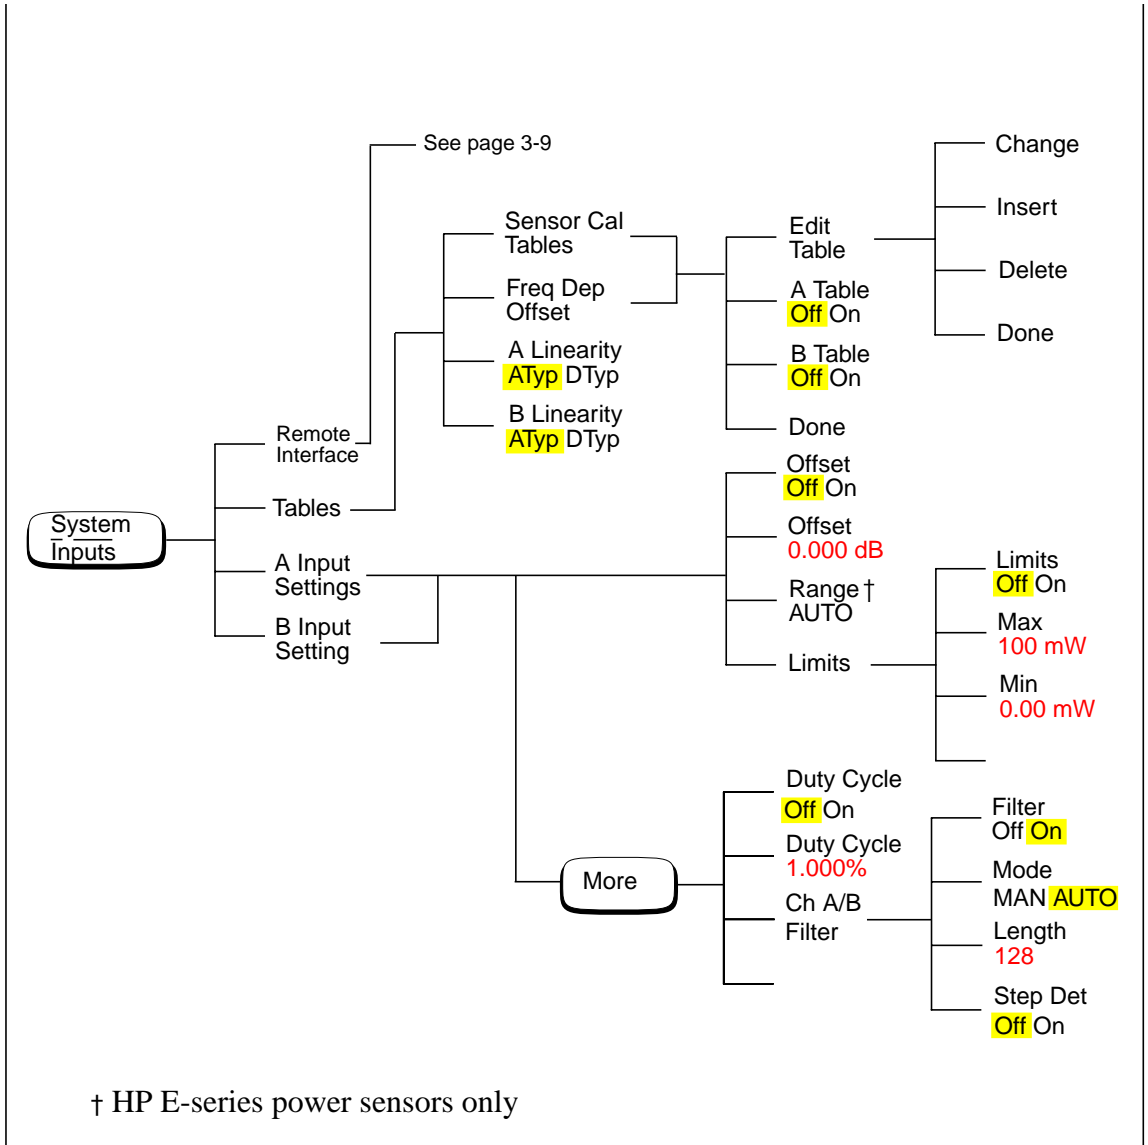 See page 3-9
Sensor Cal
Tables
Freq Dep
Offset
A Linearity
ATyp DTyp
B Linearity
ATyp DTyp
Edit
Table
A Table
Off On
B Table
Off On
Done
Change
Insert
Delete
Done
Remote
Interface
Tables
A Input
Settings
B Input
Setting
System
Inputs
Offset
Off On
Offset
0.000 dB
Range †
AUTO
Limits
Limits
Off On
Max
100 mW
Min
0.00 mW
More
Duty Cycle
Off On
Duty Cycle
1.000%
Ch A/B
Filter
Filter
Off On
Mode
MAN AUTO
Length
128
Step Det
Off On
† HP E-series power sensors only